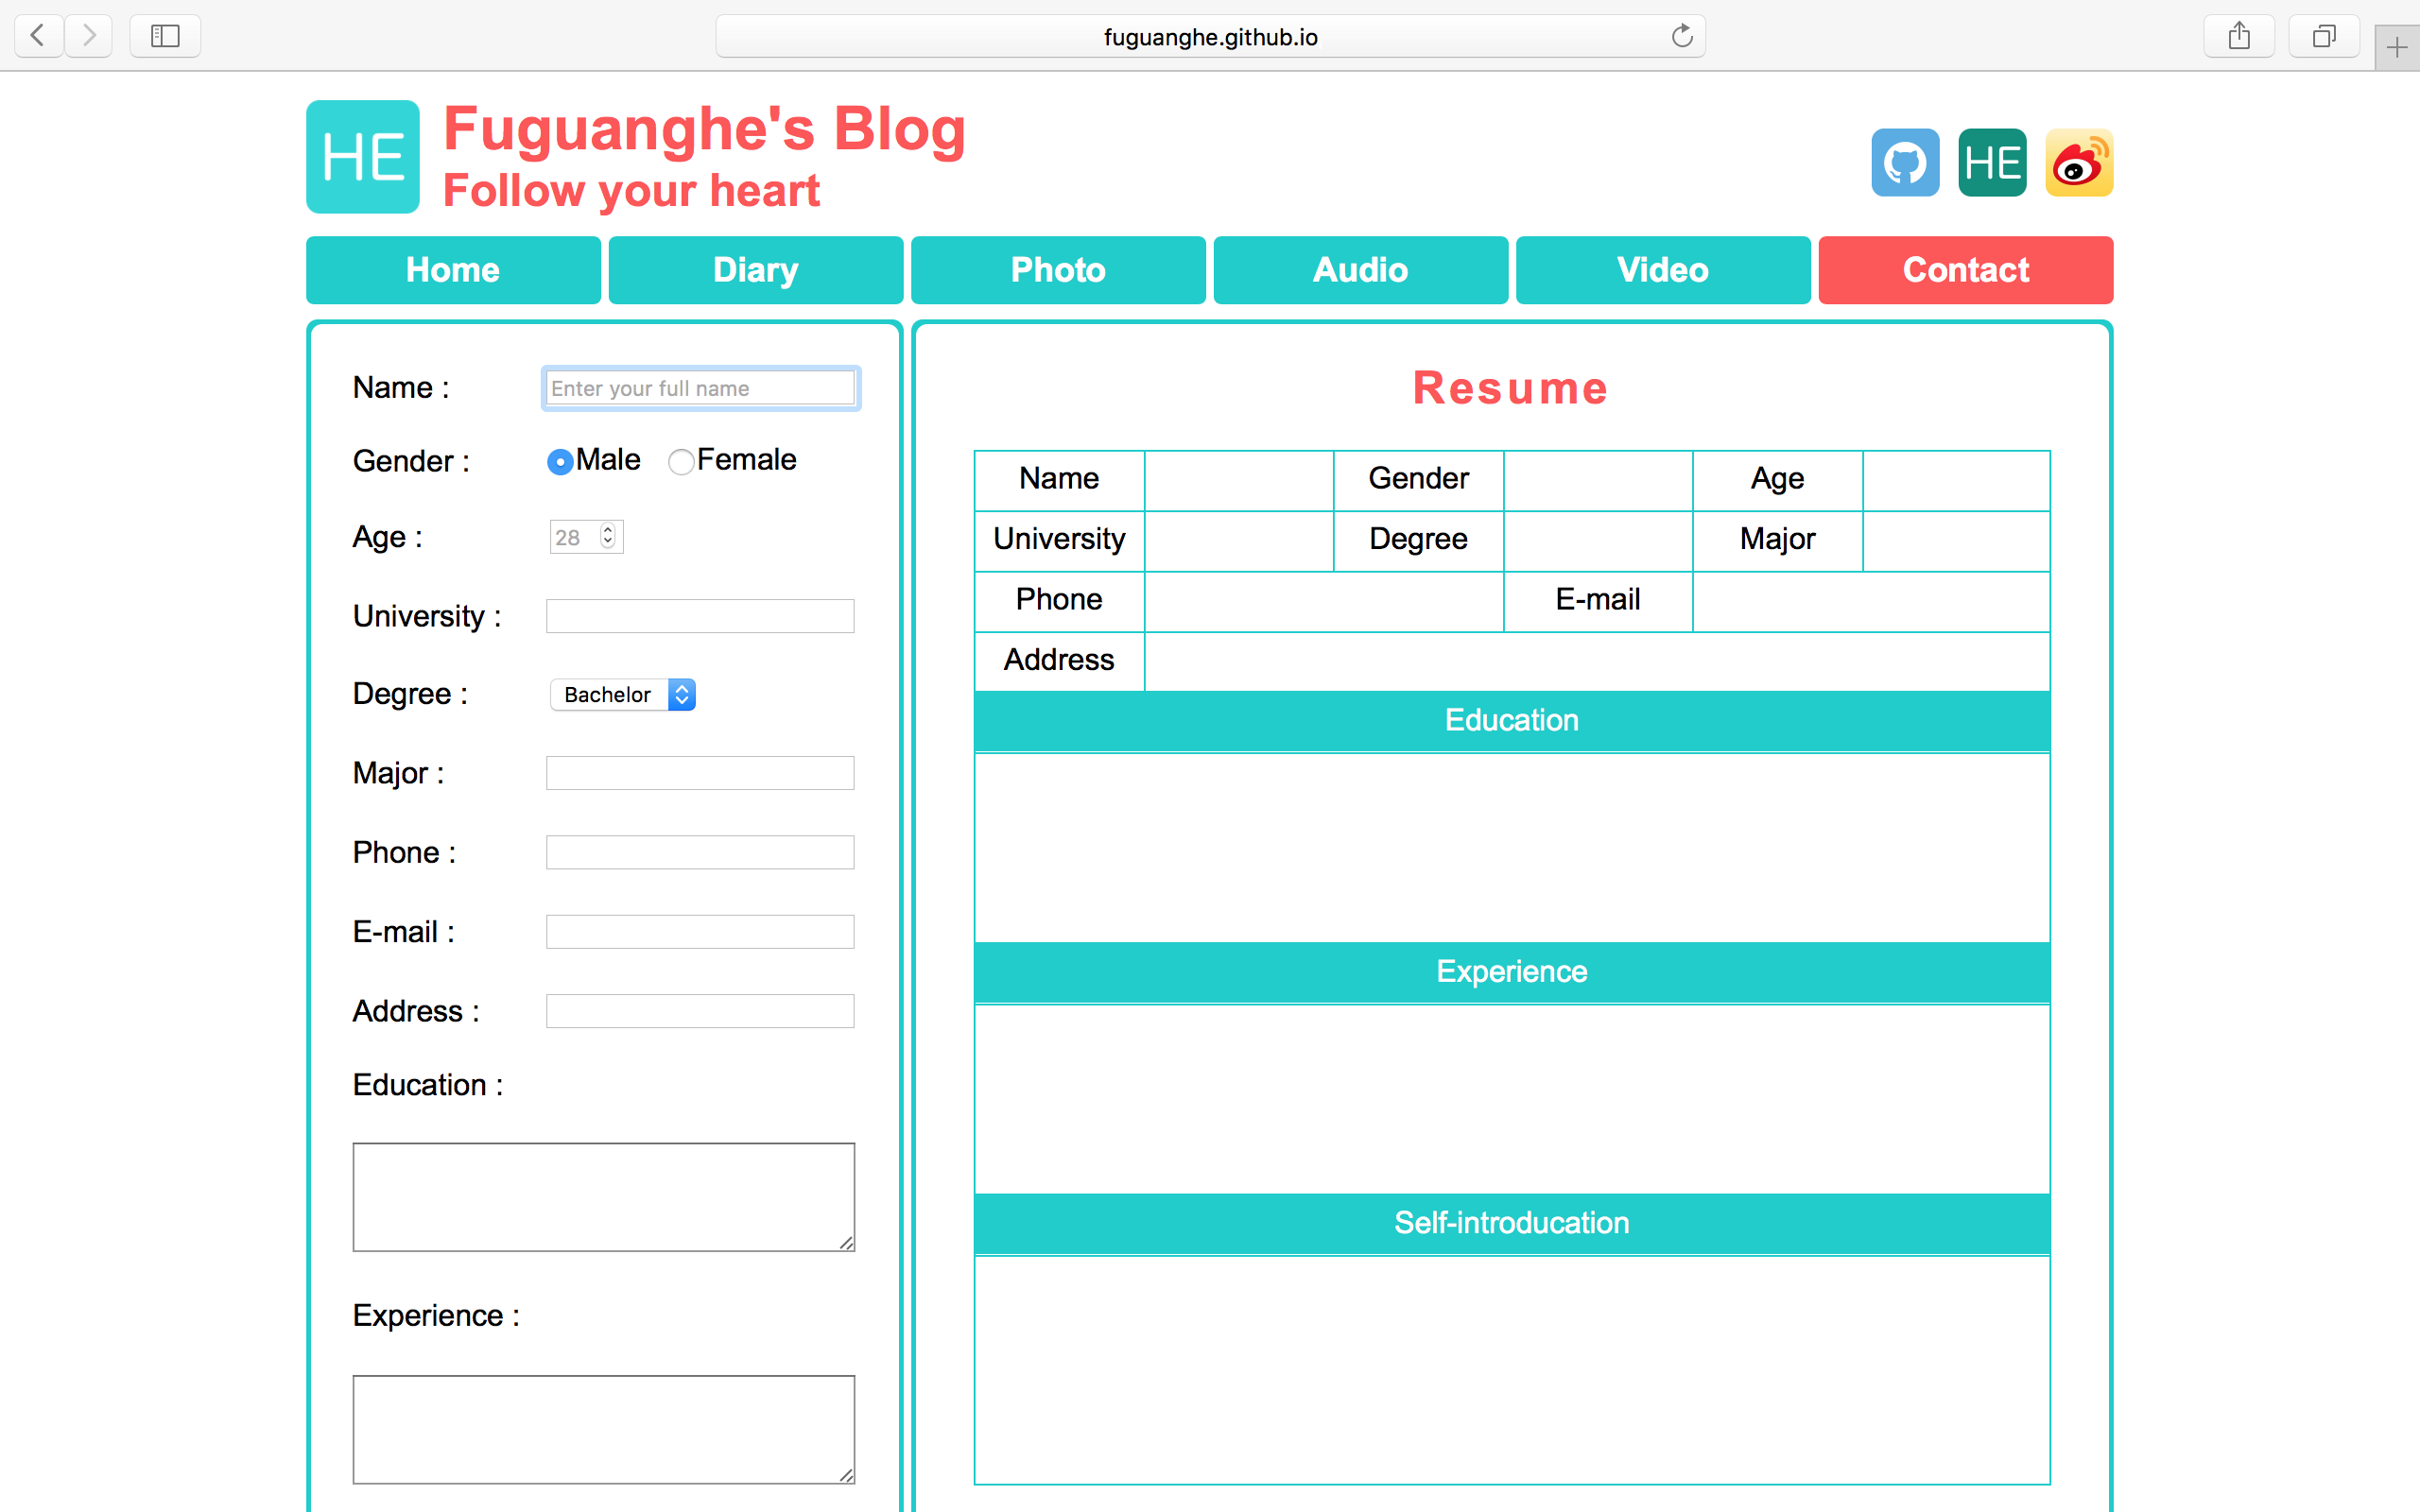 fuguanghe.github.io
HE
Fuguanghe's Blog
Follow your heart
HE
Home Diary Photo Audio Video Contact
Name : Enter your full name
Gender : Male Female
Age : 28
University :
Degree : Bachelor
Major :
Phone :
E-mail :
Address :
Education :
Experience :
Resume
Name Gender Age
University Degree Major
Phone E-mail
Address
Education
Experience
Self-introducation